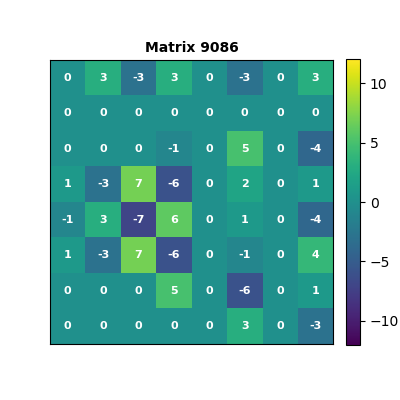 Matrix 9086
0 3 -3 3 0 -3 0 3
0 0 0 0 0 0 0 0
0 0 0 -1 0 5 0 -4
1 -3 7 -6 0 2 0 1
-1 3 -7 6 0 1 0 -4
1 -3 7 -6 0 -1 0 4
0 0 0 5 0 -6 0 1
0 0 0 0 0 3 0 -3
10
5
0
−5
−10